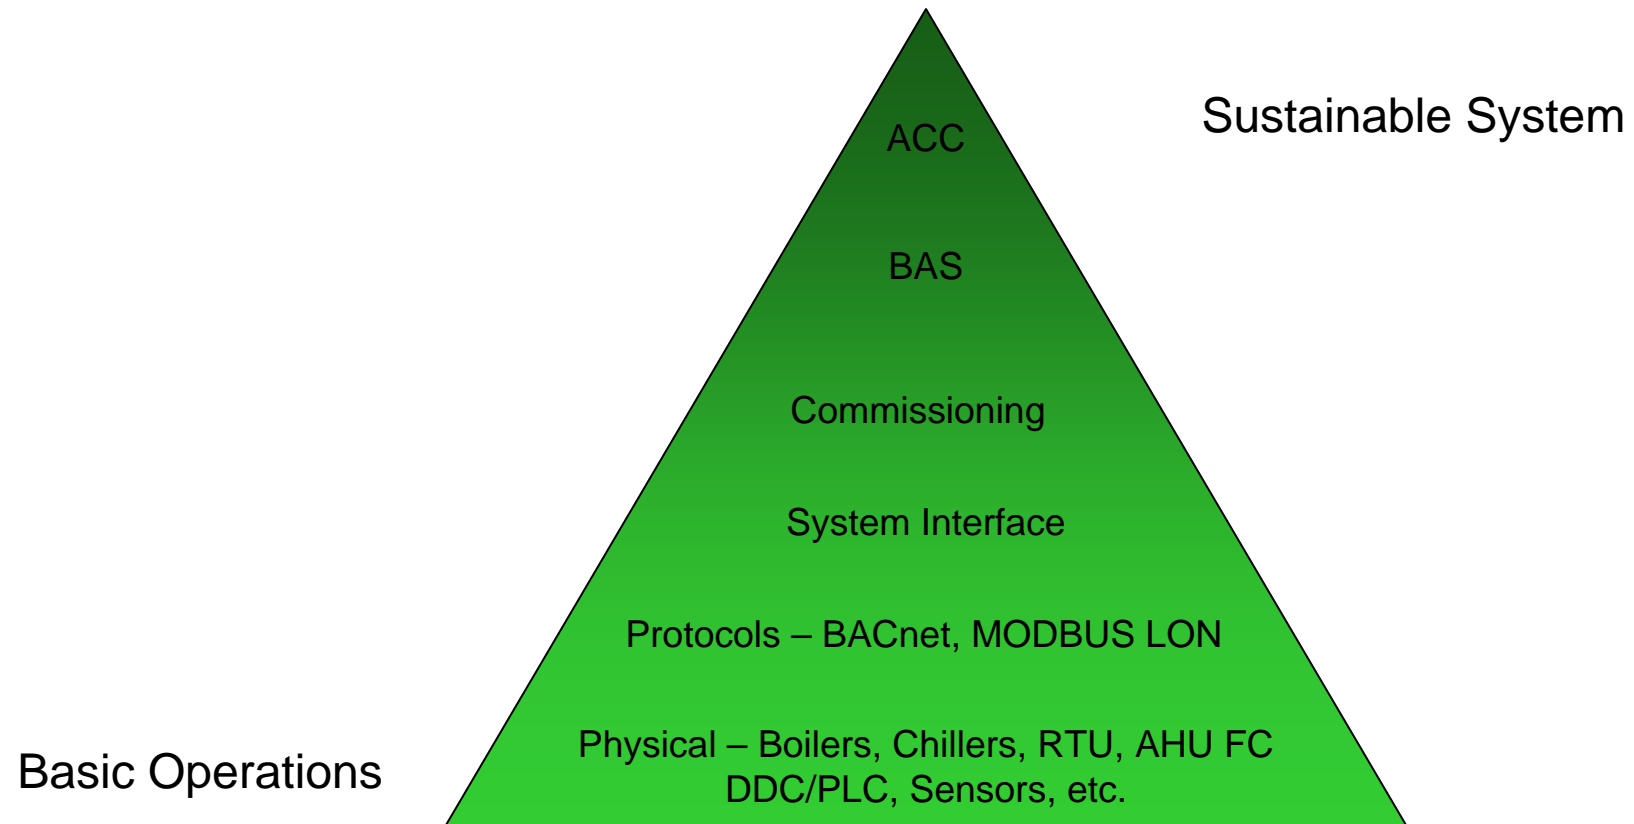 Sustainable System
ACC
BAS
Commissioning
System Interface
Protocols – BACnet, MODBUS LON
Physical – Boilers, Chillers, RTU, AHU FC
DDC/PLC, Sensors, etc.
Basic Operations